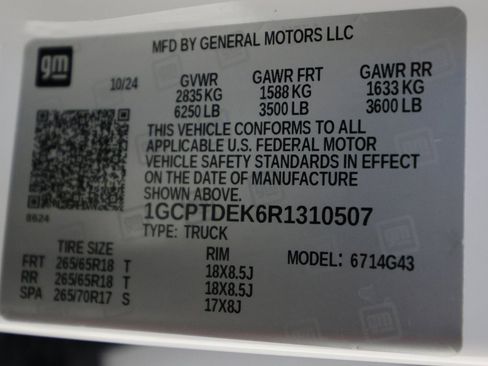 gm
MFD BY GENERAL MOTORS LLC
10/24 GVWR GAWR FRT GAWR RR
2835 KG 1588 KG 1633 KG
6250 LB 3500 LB 3600 LB
THIS VEHICLE CONFORMS TO ALL
APPLICABLE U.S. FEDERAL MOTOR
VEHICLE SAFETY STANDARDS IN EFFECT
ON THE DATE OF MANUFACTURE
SHOWN ABOVE.
8624
1GCPTDEK6R1310507
TYPE: TRUCK
TIRE SIZE RIM MODEL: 6714G43
FRT 265/65R18 T 18X8.5J
RR 265/65R18 T 18X8.5J
SPA 265/70R17 S 17X8J